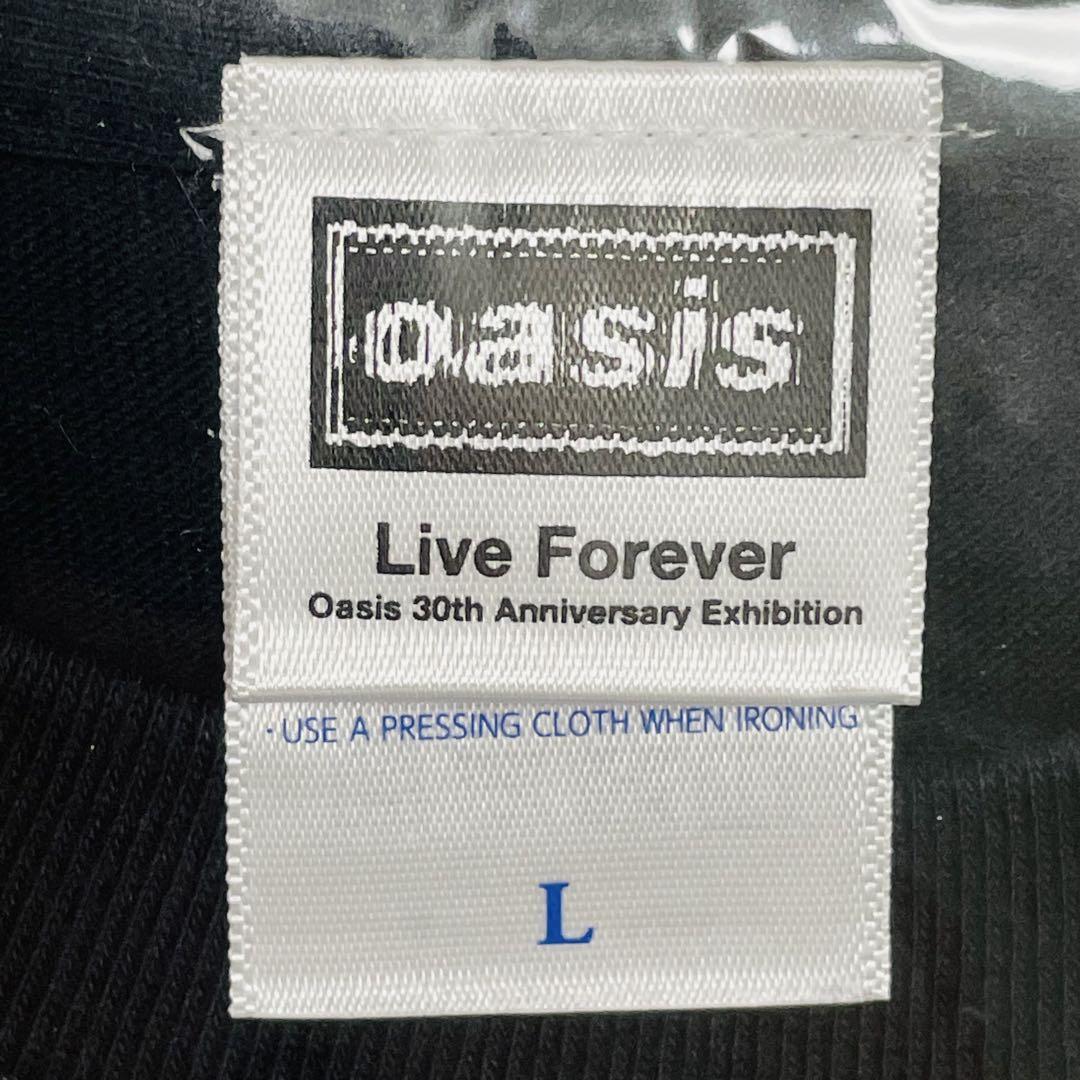 oasis
Live Forever
Oasis 30th Anniversary Exhibition
· USE A PRESSING CLOTH WHEN IRONING
L